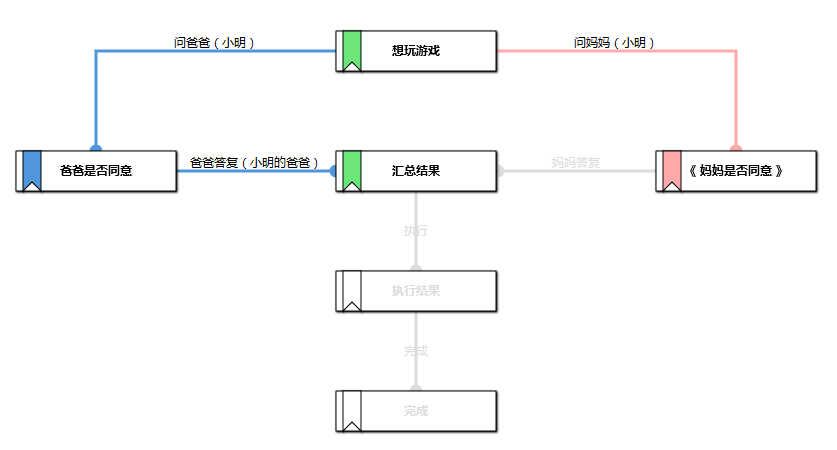 问爸爸（小明）
想玩游戏
问妈妈（小明）
爸爸是否同意
爸爸答复（小明的爸爸）
汇总结果
妈妈答复
《 妈妈是否同意 》
执行
执行结果
完成
完成